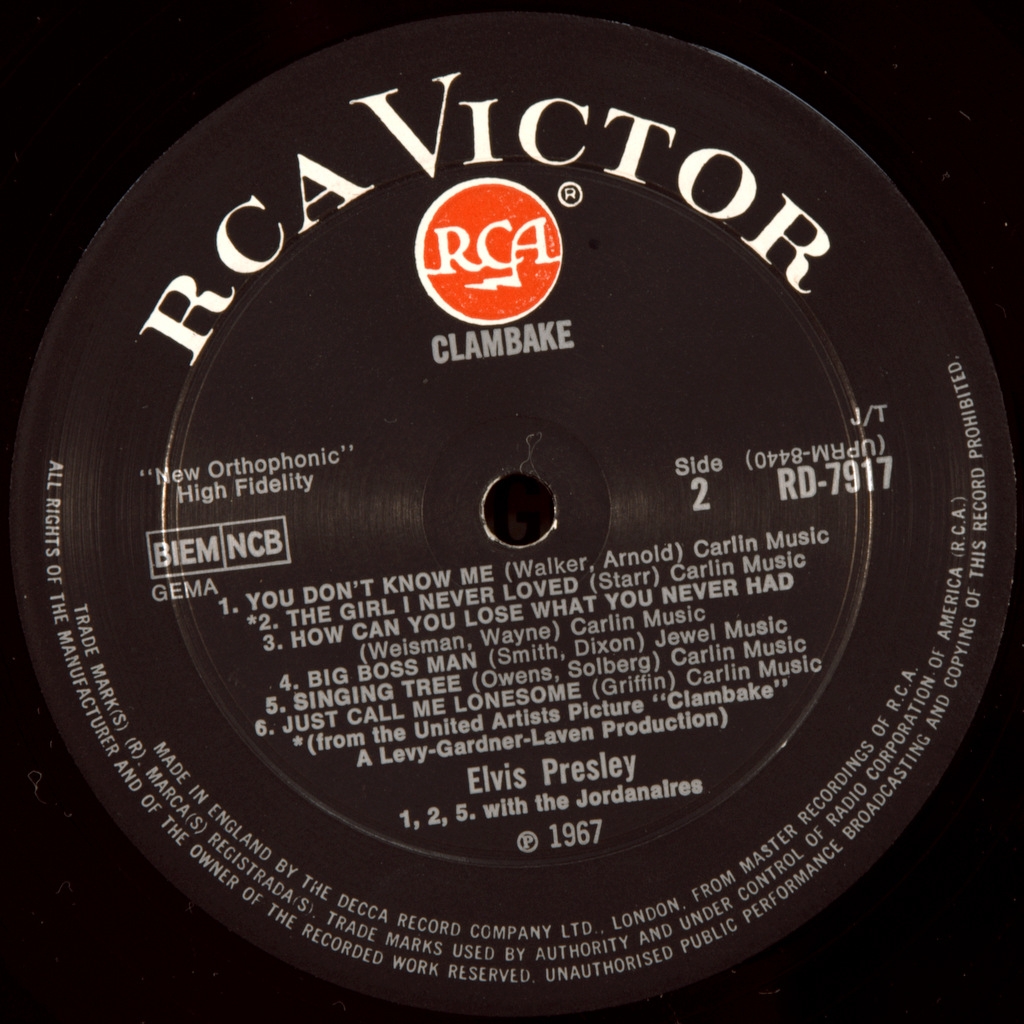 RCA VICTOR
RCA
®
CLAMBAKE
"New Orthophonic"
High Fidelity
BIEM NCB
GEMA
J/T
(UPRM-8440)
Side
2
RD-7917
1. YOU DON'T KNOW ME (Walker, Arnold) Carlin Music
*2. THE GIRL I NEVER LOVED (Starr) Carlin Music
3. HOW CAN YOU LOSE WHAT YOU NEVER HAD
(Weisman, Wayne) Carlin Music
4. BIG BOSS MAN (Smith, Dixon) Jewel Music
5. SINGING TREE (Owens, Solberg) Carlin Music
6. JUST CALL ME LONESOME (Griffin) Carlin Music
*(from the United Artists Picture "Clambake"
A Levy-Gardner-Laven Production)
Elvis Presley
1, 2, 5. with the Jordanaires
℗ 1967
MADE IN ENGLAND BY THE DECCA RECORD COMPANY LTD., LONDON, FROM MASTER RECORDINGS OF R.C.A.
TRADE MARK(S) (R). MARCA(S) REGISTRADA(S). TRADE MARKS USED BY AUTHORITY AND UNDER CONTROL OF RADIO CORPORATION OF AMERICA (R.C.A.)
ALL RIGHTS OF THE MANUFACTURER AND OF THE OWNER OF THE RECORDED WORK RESERVED. UNAUTHORISED PUBLIC PERFORMANCE BROADCASTING AND COPYING OF THIS RECORD PROHIBITED.